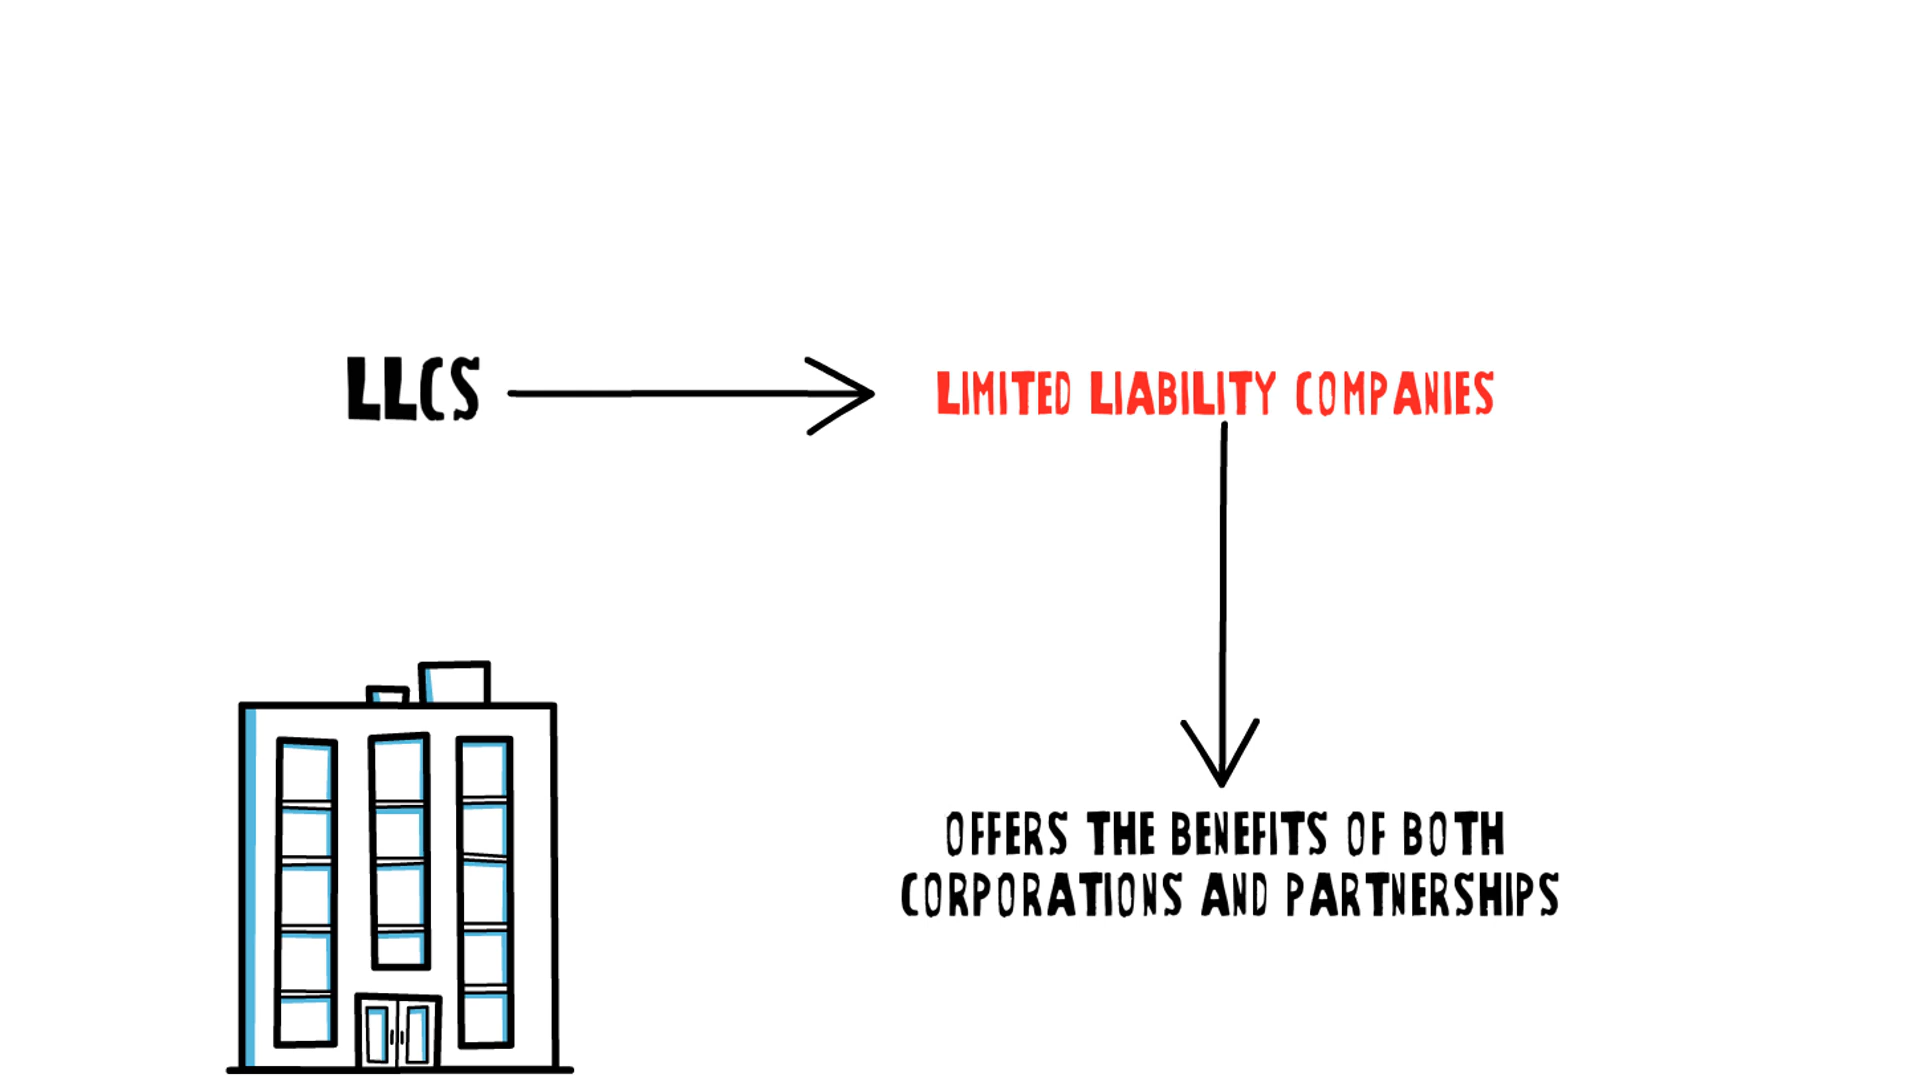 LLCS
LIMITED LIABILITY COMPANIES
OFFERS THE BENEFITS OF BOTH
CORPORATIONS AND PARTNERSHIPS